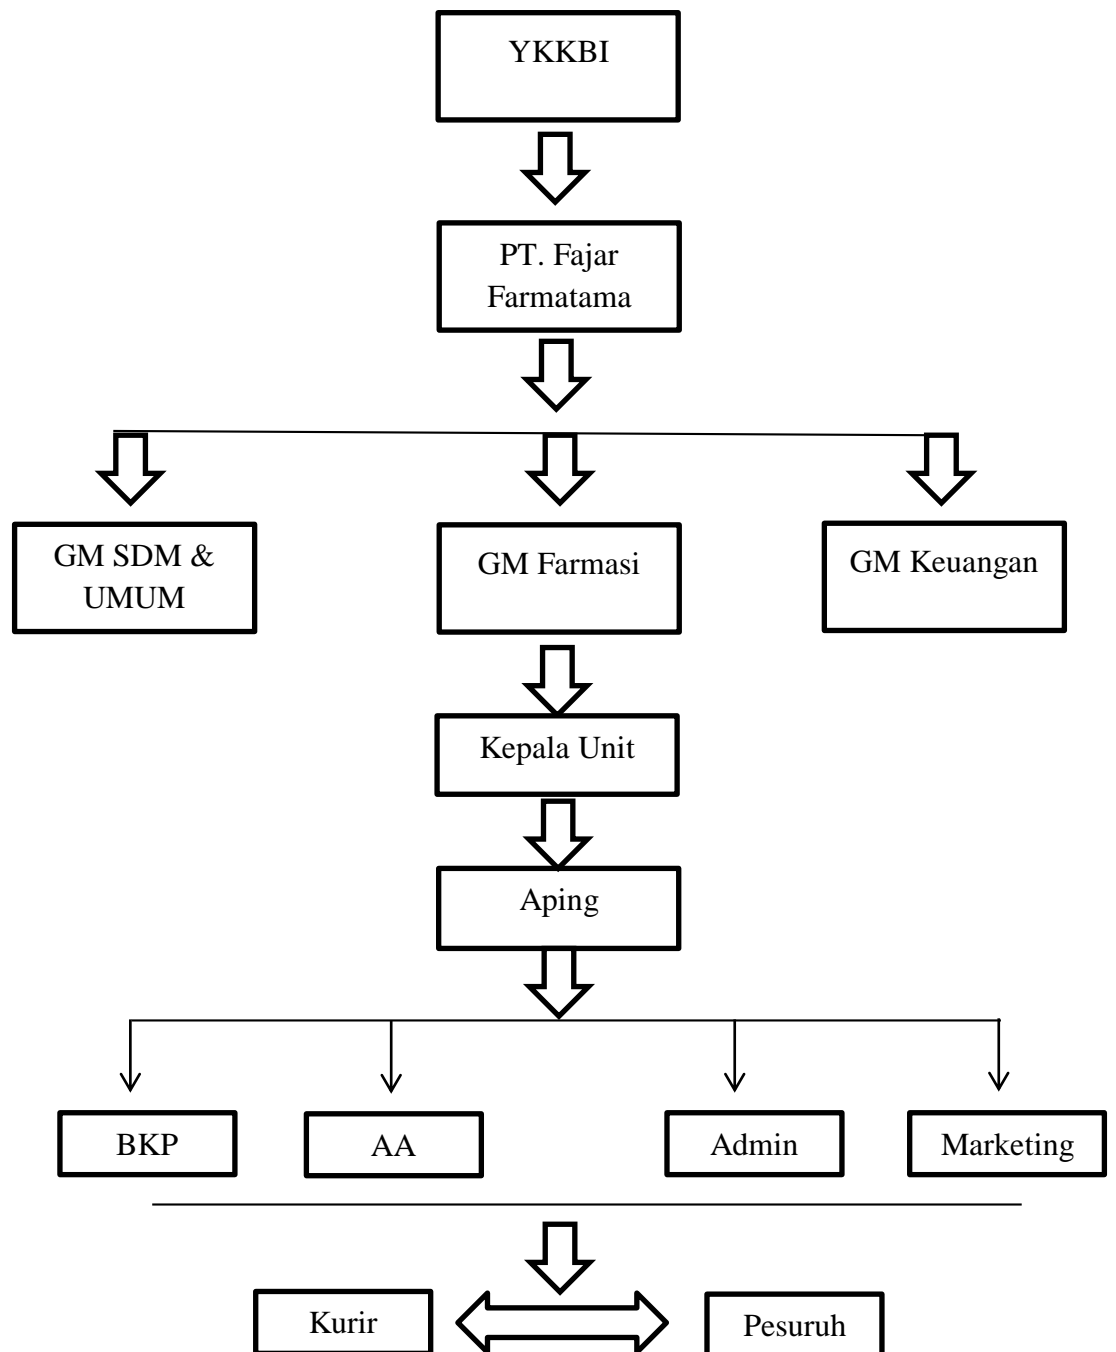 YKKBI
PT. Fajar
Farmatama
GM SDM &
UMUM
GM Farmasi
GM Keuangan
Kepala Unit
Aping
BKP
AA
Admin
Marketing
Kurir
Pesuruh